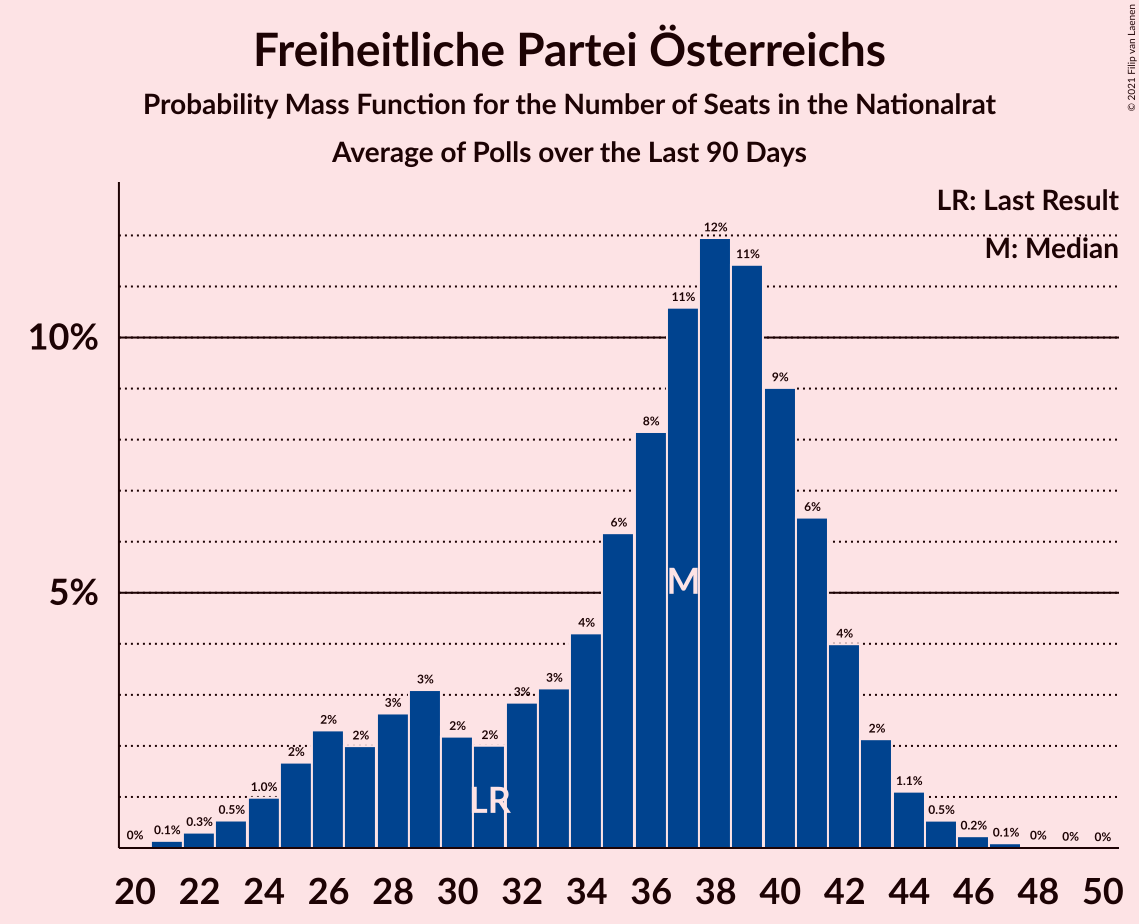 Freiheitliche Partei Österreichs
Probability Mass Function for the Number of Seats in the Nationalrat
Average of Polls over the Last 90 Days
© 2021 Filip van Laenen
LR: Last Result
M: Median
10%
5%
0% 0.1% 0.3% 0.5% 1.0% 2% 2% 2% 3% 3% 2% 2% 3% 3% 4% 6% 8% 11% 12% 11% 9% 6% 4% 2% 1.1% 0.5% 0.2% 0.1% 0% 0% 0%
M
LR
20 22 24 26 28 30 32 34 36 38 40 42 44 46 48 50